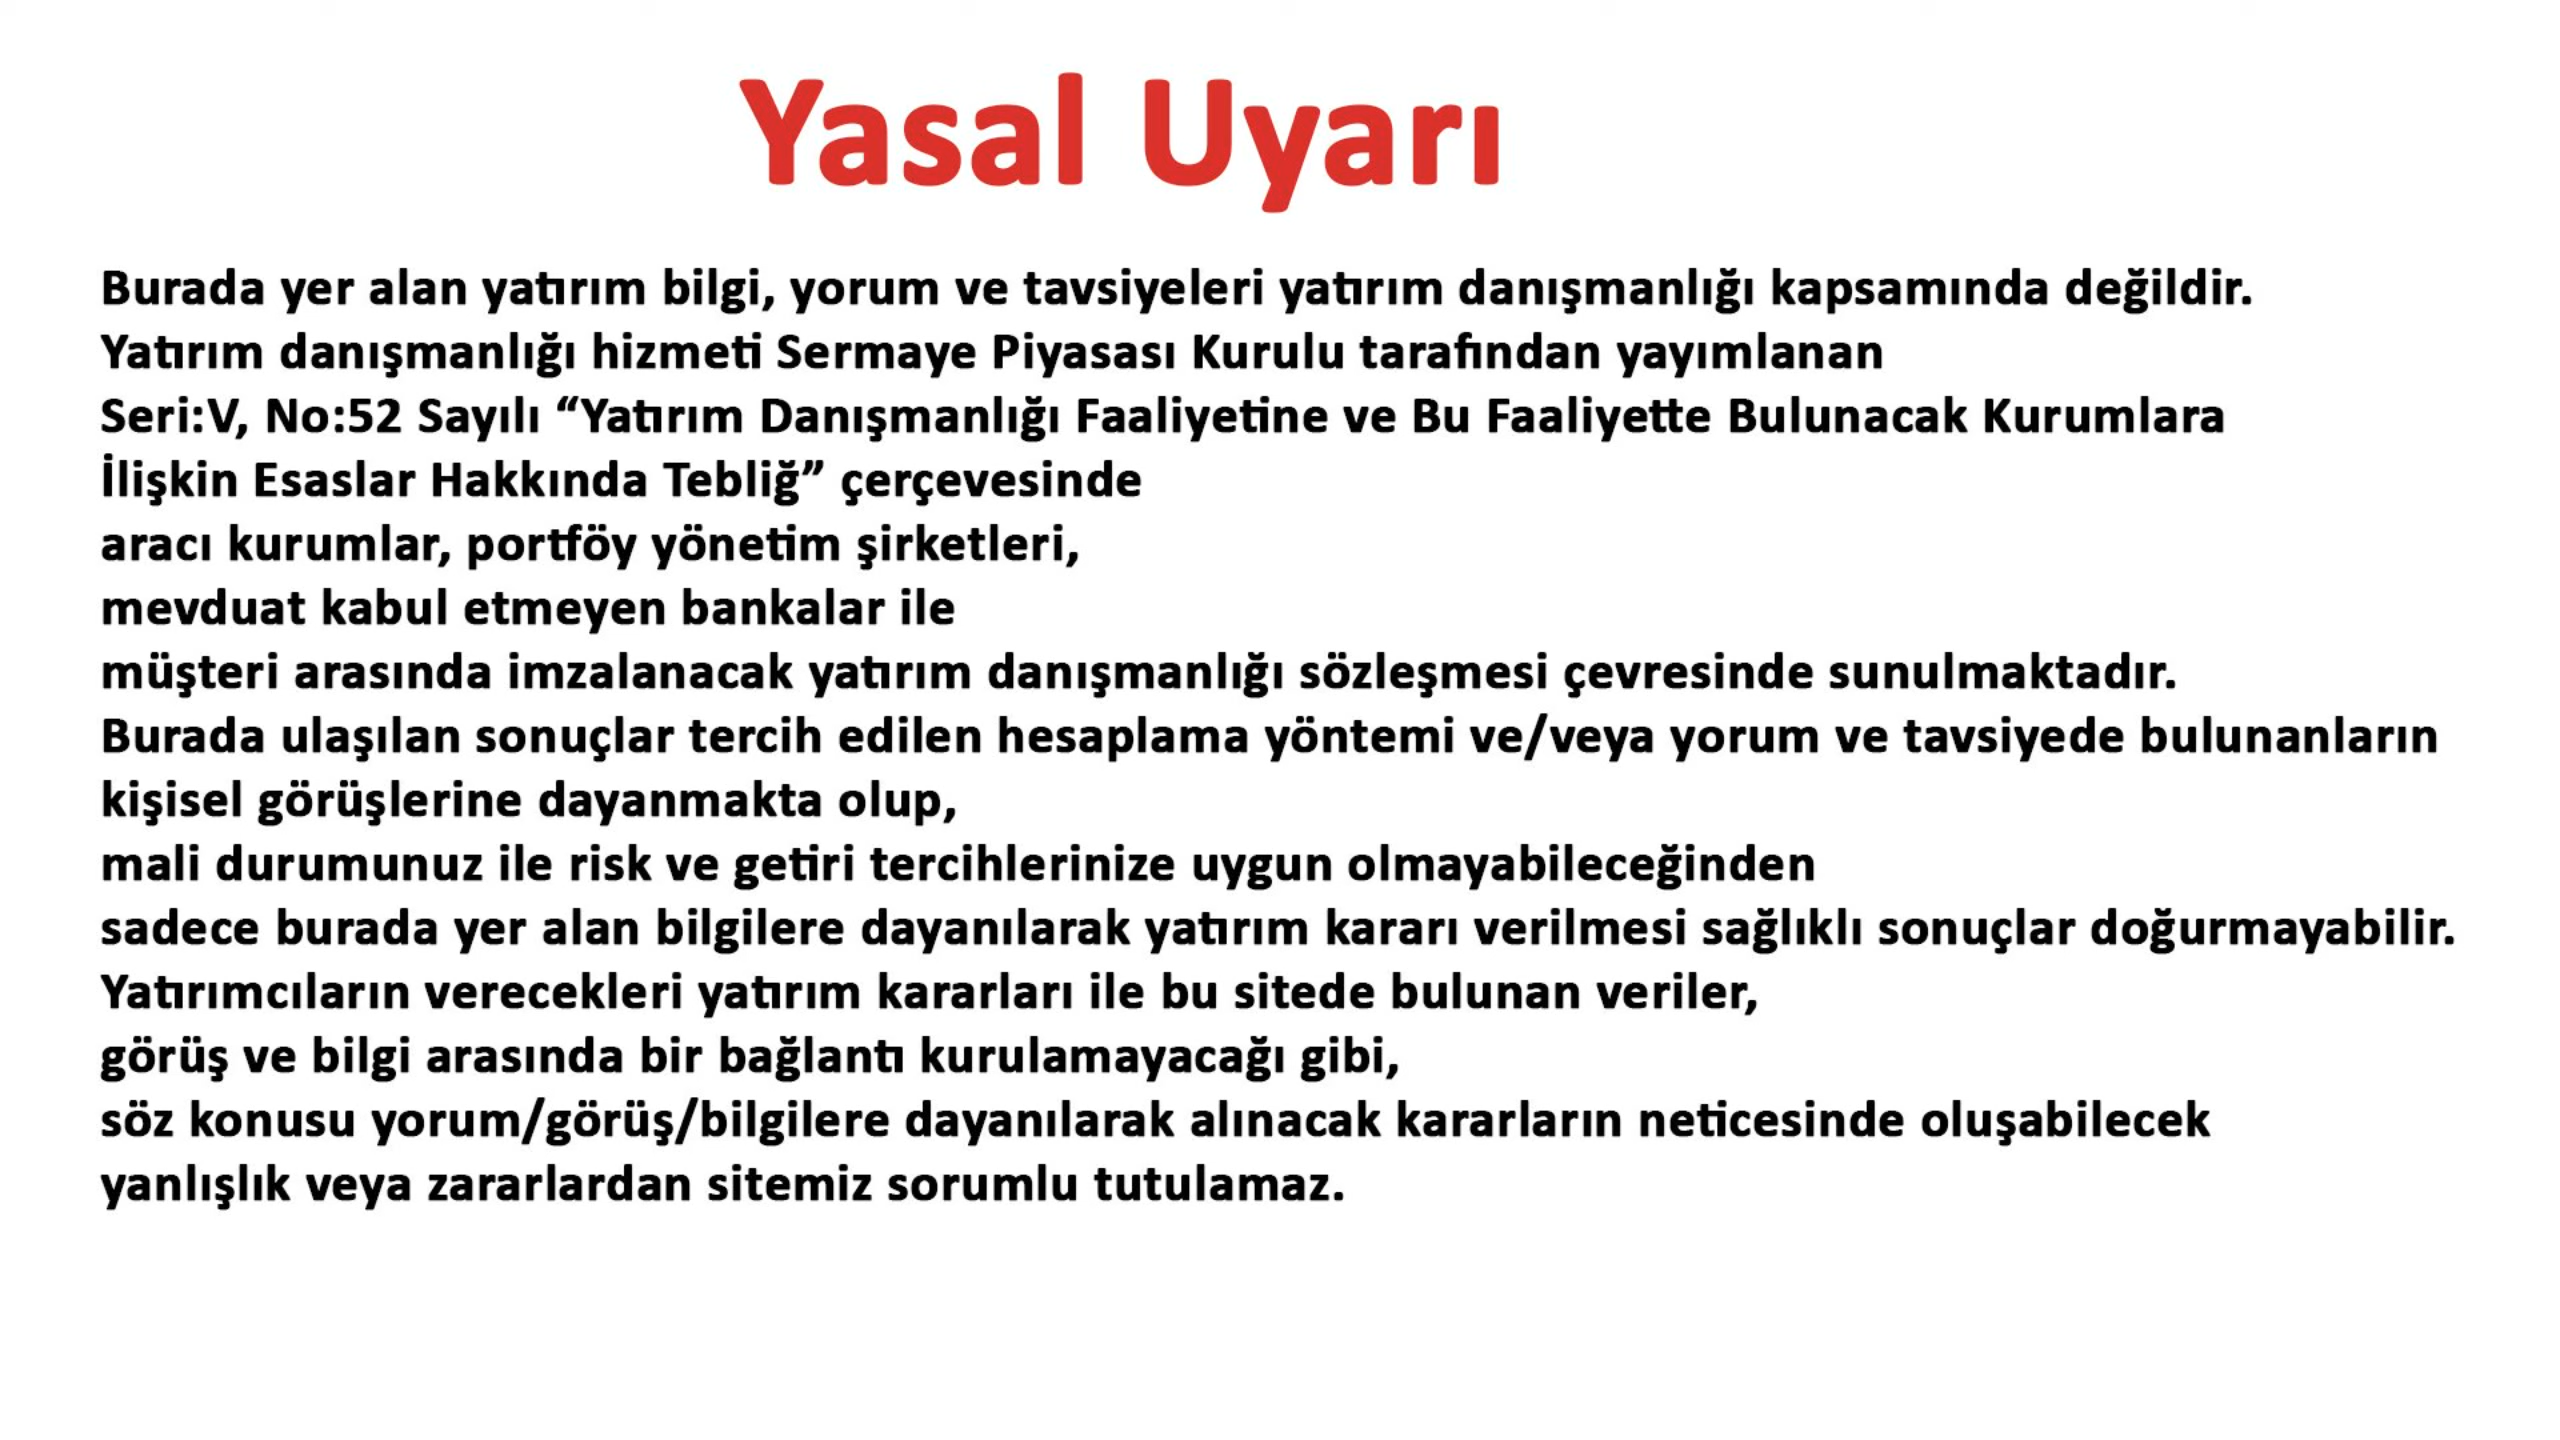 Yasal Uyarı
Burada yer alan yatırım bilgi, yorum ve tavsiyeleri yatırım danışmanlığı kapsamında değildir.
Yatırım danışmanlığı hizmeti Sermaye Piyasası Kurulu tarafından yayımlanan
Seri:V, No:52 Sayılı “Yatırım Danışmanlığı Faaliyetine ve Bu Faaliyette Bulunacak Kurumlara
İlişkin Esaslar Hakkında Tebliğ” çerçevesinde
aracı kurumlar, portföy yönetim şirketleri,
mevduat kabul etmeyen bankalar ile
müşteri arasında imzalanacak yatırım danışmanlığı sözleşmesi çevresinde sunulmaktadır.
Burada ulaşılan sonuçlar tercih edilen hesaplama yöntemi ve/veya yorum ve tavsiyede bulunanların
kişisel görüşlerine dayanmakta olup,
mali durumunuz ile risk ve getiri tercihlerinize uygun olmayabileceğinden
sadece burada yer alan bilgilere dayanılarak yatırım kararı verilmesi sağlıklı sonuçlar doğurmayabilir.
Yatırımcıların verecekleri yatırım kararları ile bu sitede bulunan veriler,
görüş ve bilgi arasında bir bağlantı kurulamayacağı gibi,
söz konusu yorum/görüş/bilgilere dayanılarak alınacak kararların neticesinde oluşabilecek
yanlışlık veya zararlardan sitemiz sorumlu tutulamaz.